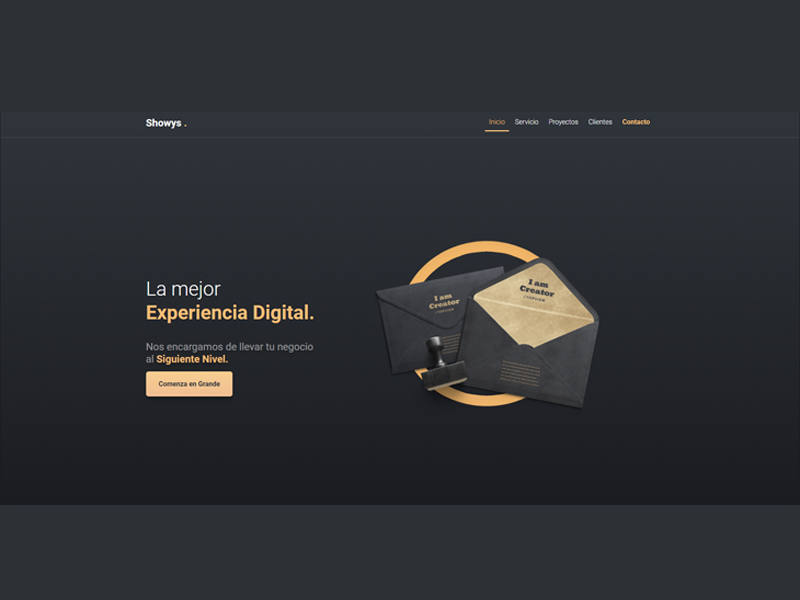 Showys .
Inicio Servicio Proyectos Clientes Contacto
La mejor
Experiencia Digital.
Nos encargamos de llevar tu negocio
al Siguiente Nivel.
Comienza en Grande
I am
Creator
I am
Creator